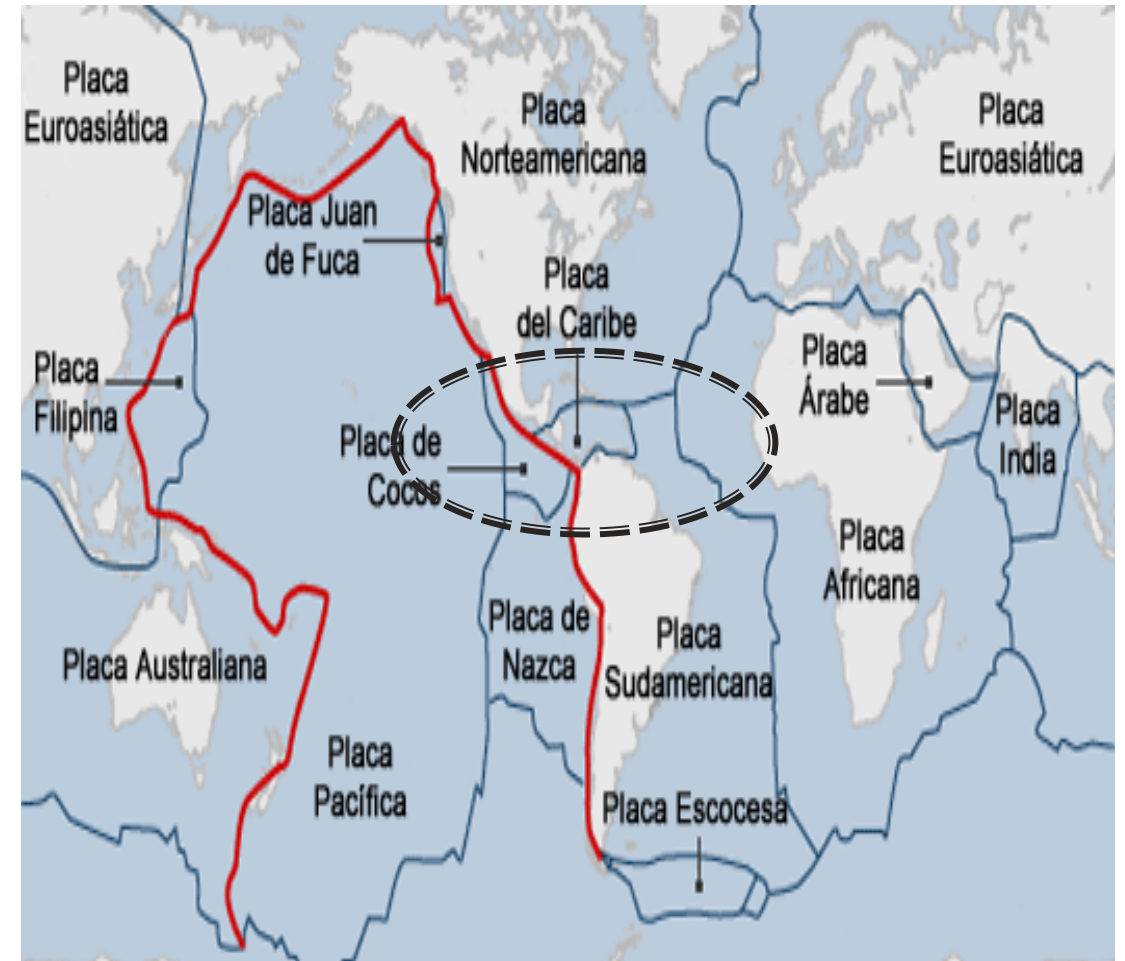 Placa
Euroasiática
Placa
Norteamericana
Placa
Euroasiática
Placa Juan
de Fuca
Placa
del Caribe
Placa
Filipina
Placa
Árabe
Placa
India
Placa de
Cocos
Placa
Africana
Placa de
Nazca
Placa
Sudamericana
Placa Australiana
Placa
Pacífica
Placa Escocesa